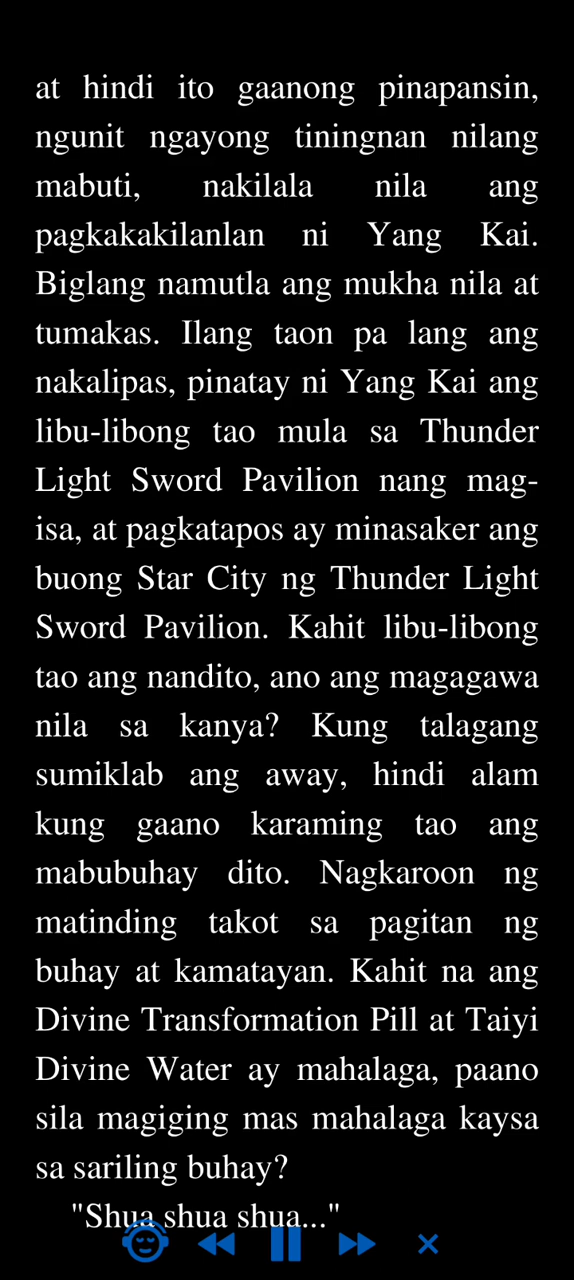 at hindi ito gaanong pinapansin,
ngunit ngayong tiningnan nilang
mabuti, nakilala nila ang
pagkakakilanlan ni Yang Kai.
Biglang namutla ang mukha nila at
tumakas. Ilang taon pa lang ang
nakalipas, pinatay ni Yang Kai ang
libu-libong tao mula sa Thunder
Light Sword Pavilion nang mag-
isa, at pagkatapos ay minasaker ang
buong Star City ng Thunder Light
Sword Pavilion. Kahit libu-libong
tao ang nandito, ano ang magagawa
nila sa kanya? Kung talagang
sumiklab ang away, hindi alam
kung gaano karaming tao ang
mabubuhay dito. Nagkaroon ng
matinding takot sa pagitan ng
buhay at kamatayan. Kahit na ang
Divine Transformation Pill at Taiyi
Divine Water ay mahalaga, paano
sila magiging mas mahalaga kaysa
sa sariling buhay?
"Shua shua shua..."